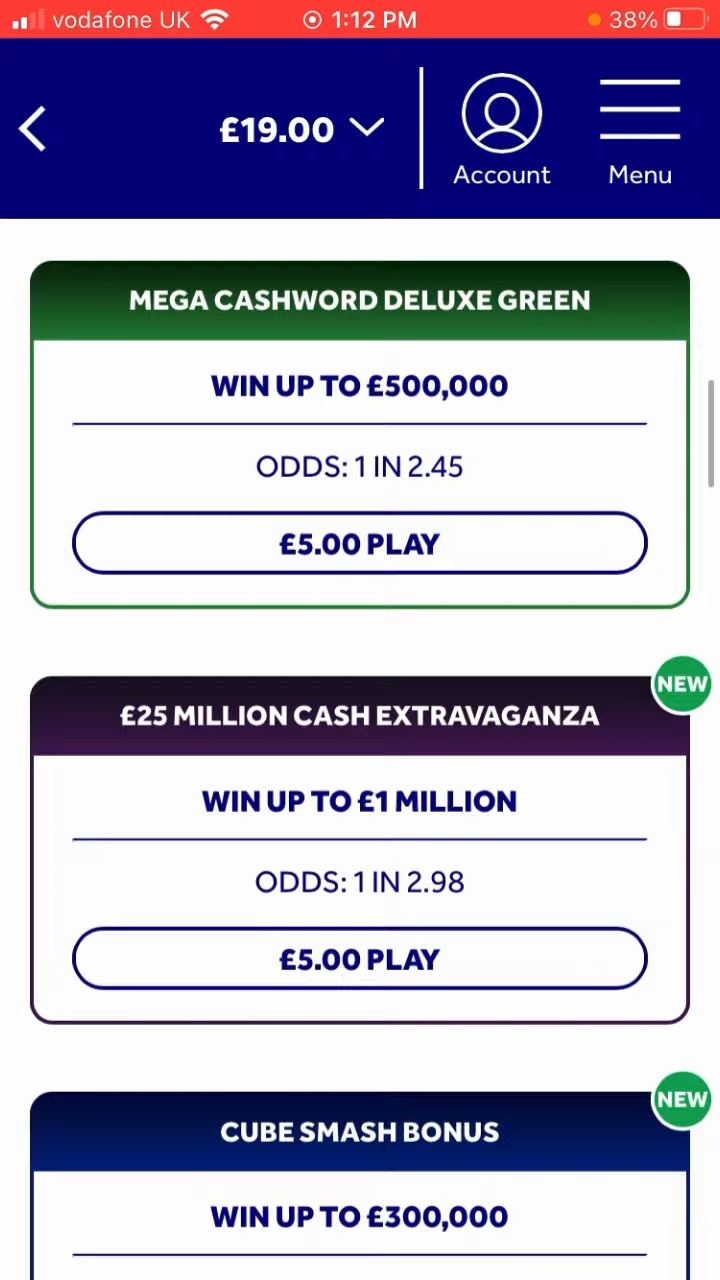 vodafone UK 1:12 PM 38%
£19.00
Account Menu
MEGA CASHWORD DELUXE GREEN
WIN UP TO £500,000
ODDS: 1 IN 2.45
£5.00 PLAY
NEW
£25 MILLION CASH EXTRAVAGANZA
WIN UP TO £1 MILLION
ODDS: 1 IN 2.98
£5.00 PLAY
NEW
CUBE SMASH BONUS
WIN UP TO £300,000